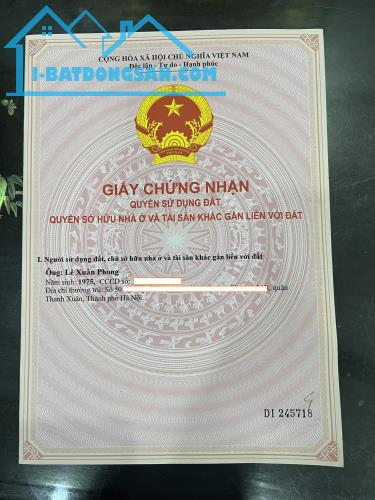 CỘNG HÒA XÃ HỘI CHỦ NGHĨA VIỆT NAM
Độc lập - Tự do - Hạnh phúc
I-BATDONGSAN.COM
GIẤY CHỨNG NHẬN
QUYỀN SỬ DỤNG ĐẤT
QUYỀN SỞ HỮU NHÀ Ở VÀ TÀI SẢN KHÁC GẮN LIỀN VỚI ĐẤT
I. Người sử dụng đất, chủ sở hữu nhà ở và tài sản khác gắn liền với đất
Ông: Lê Xuân Phong
Năm sinh: 1975, CCCD số:
Địa chỉ thường trú: Số 50 quận
Thanh Xuân, Thành phố Hà Nội.
DI 245718